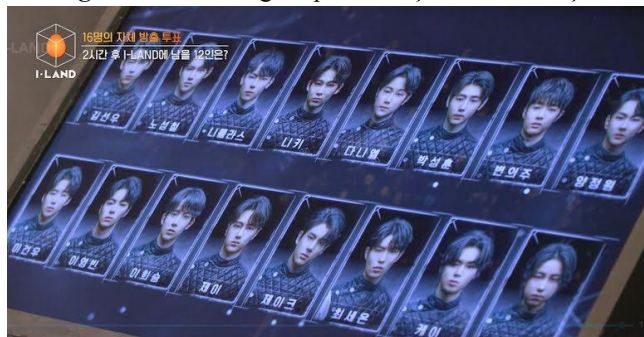 16명의 자체 방출 투표
2시간 후 I-LAND에 남을 12인은?
I-LAND
김선우
노성철
니콜라스
니키
다니엘
박성훈
변의주
양정원
이건우
이영빈
이희승
제이
제이크
최세온
케이